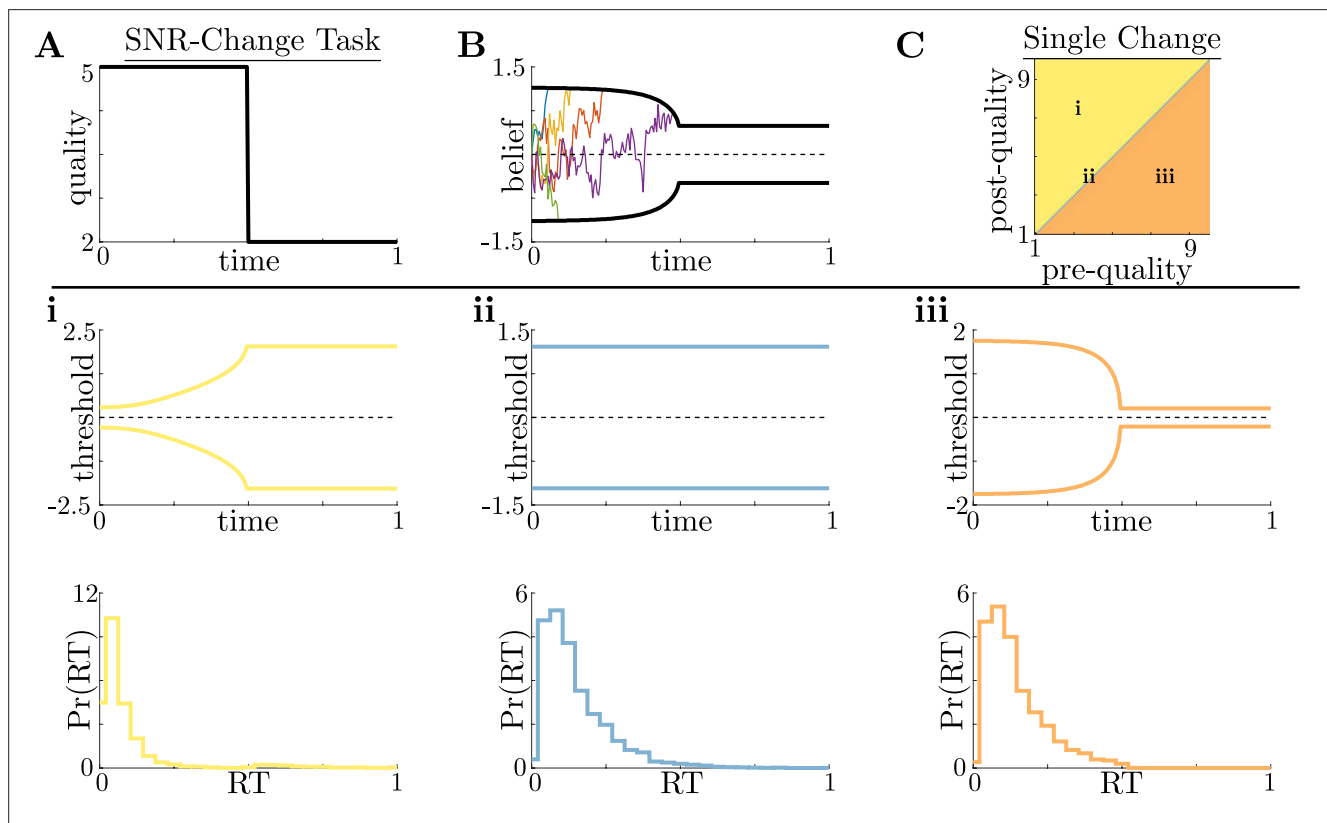 A
SNR-Change Task
5
quality
2
0
time
1
B
1.5
belief
-1.5
0
time
1
C
Single Change
9
post-quality
1
i
ii
iii
1
9
pre-quality
i
2.5
threshold
-2.5
0
time
1
ii
1.5
threshold
-1.5
0
time
1
iii
2
threshold
-2
0
time
1
12
Pr(RT)
0
0
RT
1
6
Pr(RT)
0
0
RT
1
6
Pr(RT)
0
0
RT
1